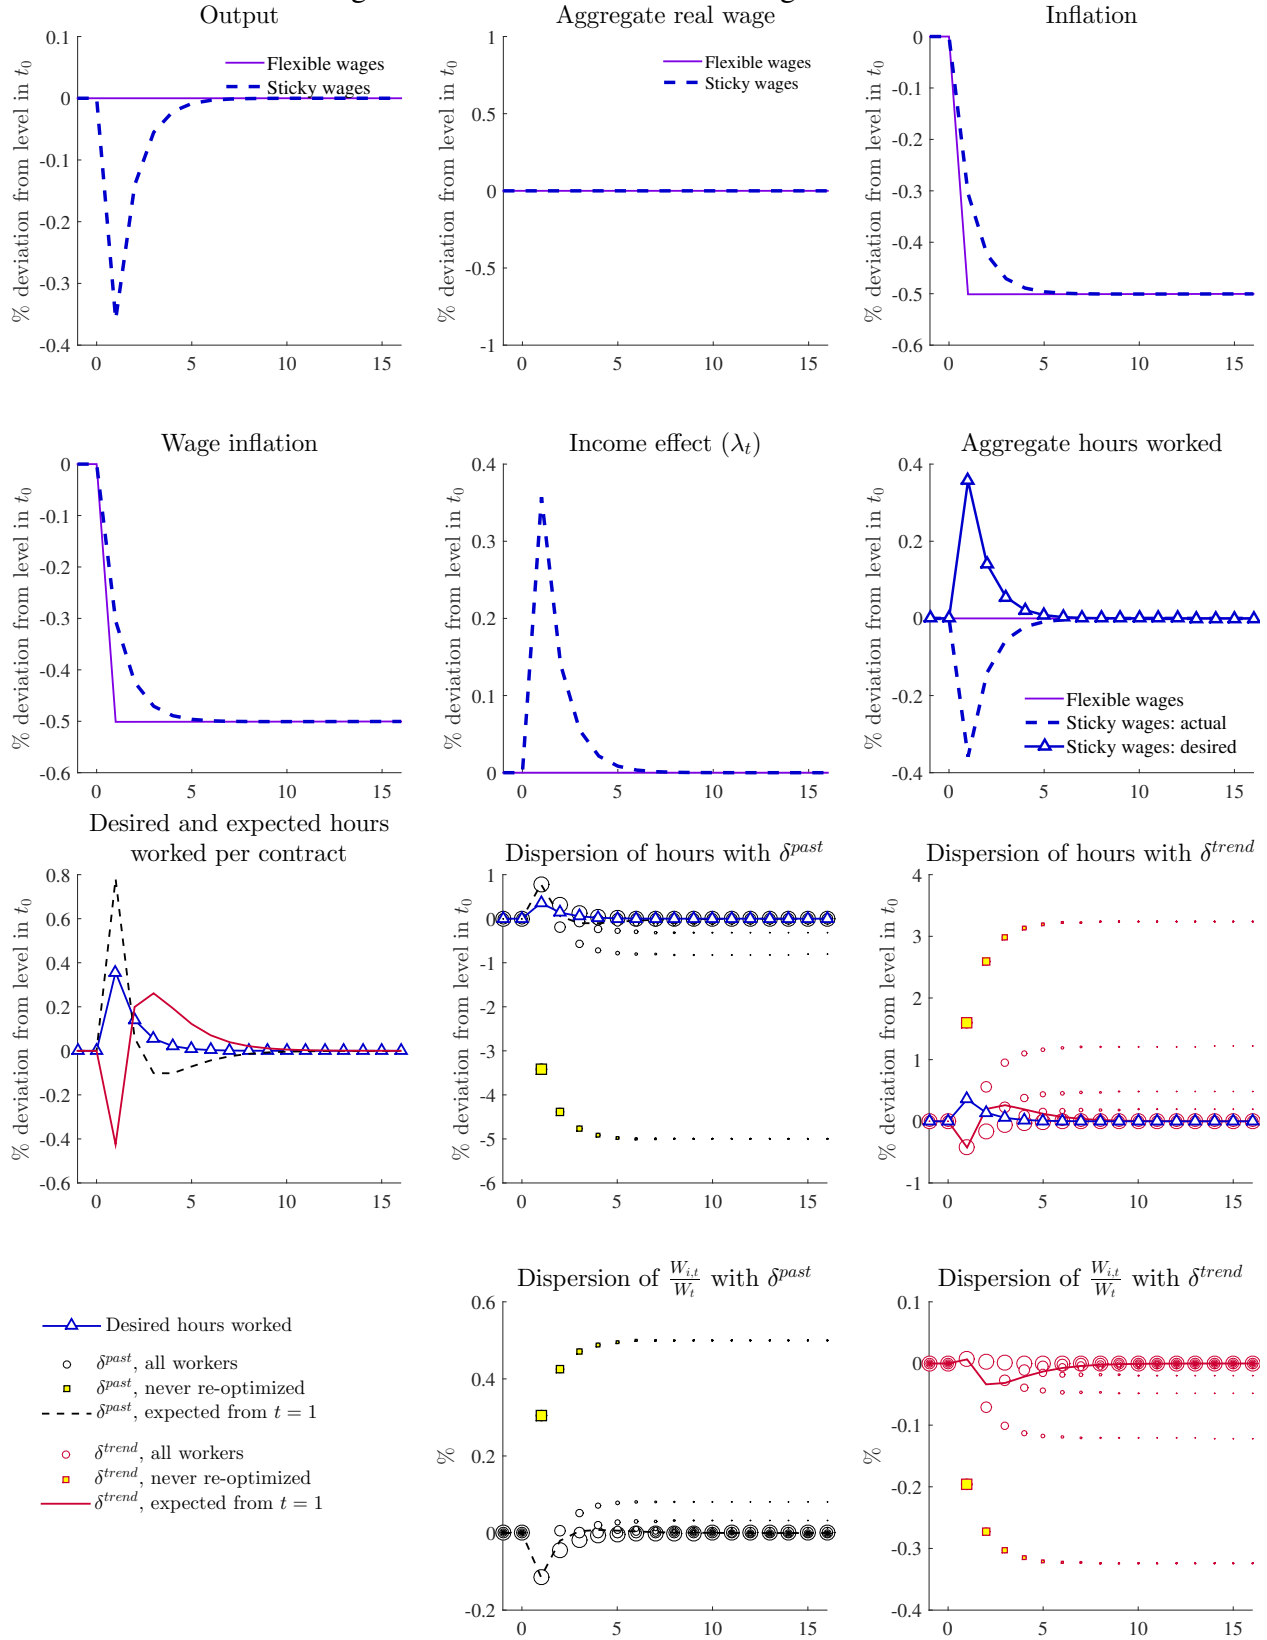 Output
0.1
0
-0.1
-0.2
-0.3
-0.4
0 5 10 15
% deviation from level in t0
Flexible wages
Sticky wages
Aggregate real wage
1
0.5
0
-0.5
-1
0 5 10 15
% deviation from level in t0
Flexible wages
Sticky wages
Inflation
0
-0.1
-0.2
-0.3
-0.4
-0.5
-0.6
0 5 10 15
% deviation from level in t0
Wage inflation
0
-0.1
-0.2
-0.3
-0.4
-0.5
-0.6
0 5 10 15
% deviation from level in t0
Income effect (λt)
0.4
0.3
0.2
0.1
0
0 5 10 15
% deviation from level in t0
Aggregate hours worked
0.4
0.2
0
-0.2
-0.4
0 5 10 15
% deviation from level in t0
Flexible wages
Sticky wages: actual
Sticky wages: desired
Desired and expected hours
worked per contract
0.8
0.6
0.4
0.2
0
-0.2
-0.4
-0.6
0 5 10 15
% deviation from level in t0
Dispersion of hours with δpast
1
0
-1
-2
-3
-4
-5
-6
0 5 10 15
% deviation from level in t0
Dispersion of hours with δtrend
4
3
2
1
0
-1
0 5 10 15
% deviation from level in t0
Desired hours worked
δpast, all workers
δpast, never re-optimized
δpast, expected from t = 1
δtrend, all workers
δtrend, never re-optimized
δtrend, expected from t = 1
Dispersion of Wi,t/Wt with δpast
0.6
0.4
0.2
0
-0.2
0 5 10 15
%
Dispersion of Wi,t/Wt with δtrend
0.1
0
-0.1
-0.2
-0.3
-0.4
0 5 10 15
%